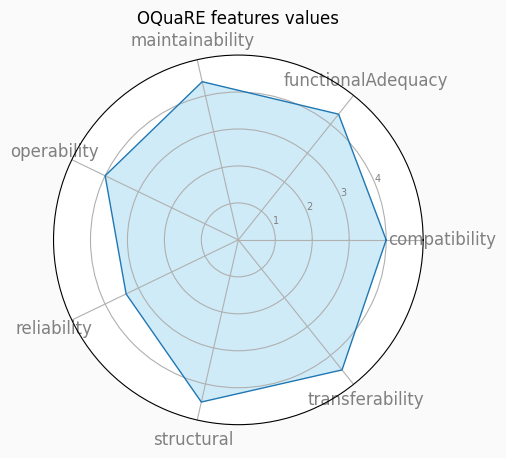 OQuaRE features values
maintainability
functionalAdequacy
operability
4
3
2
1
compatibility
reliability
transferability
structural